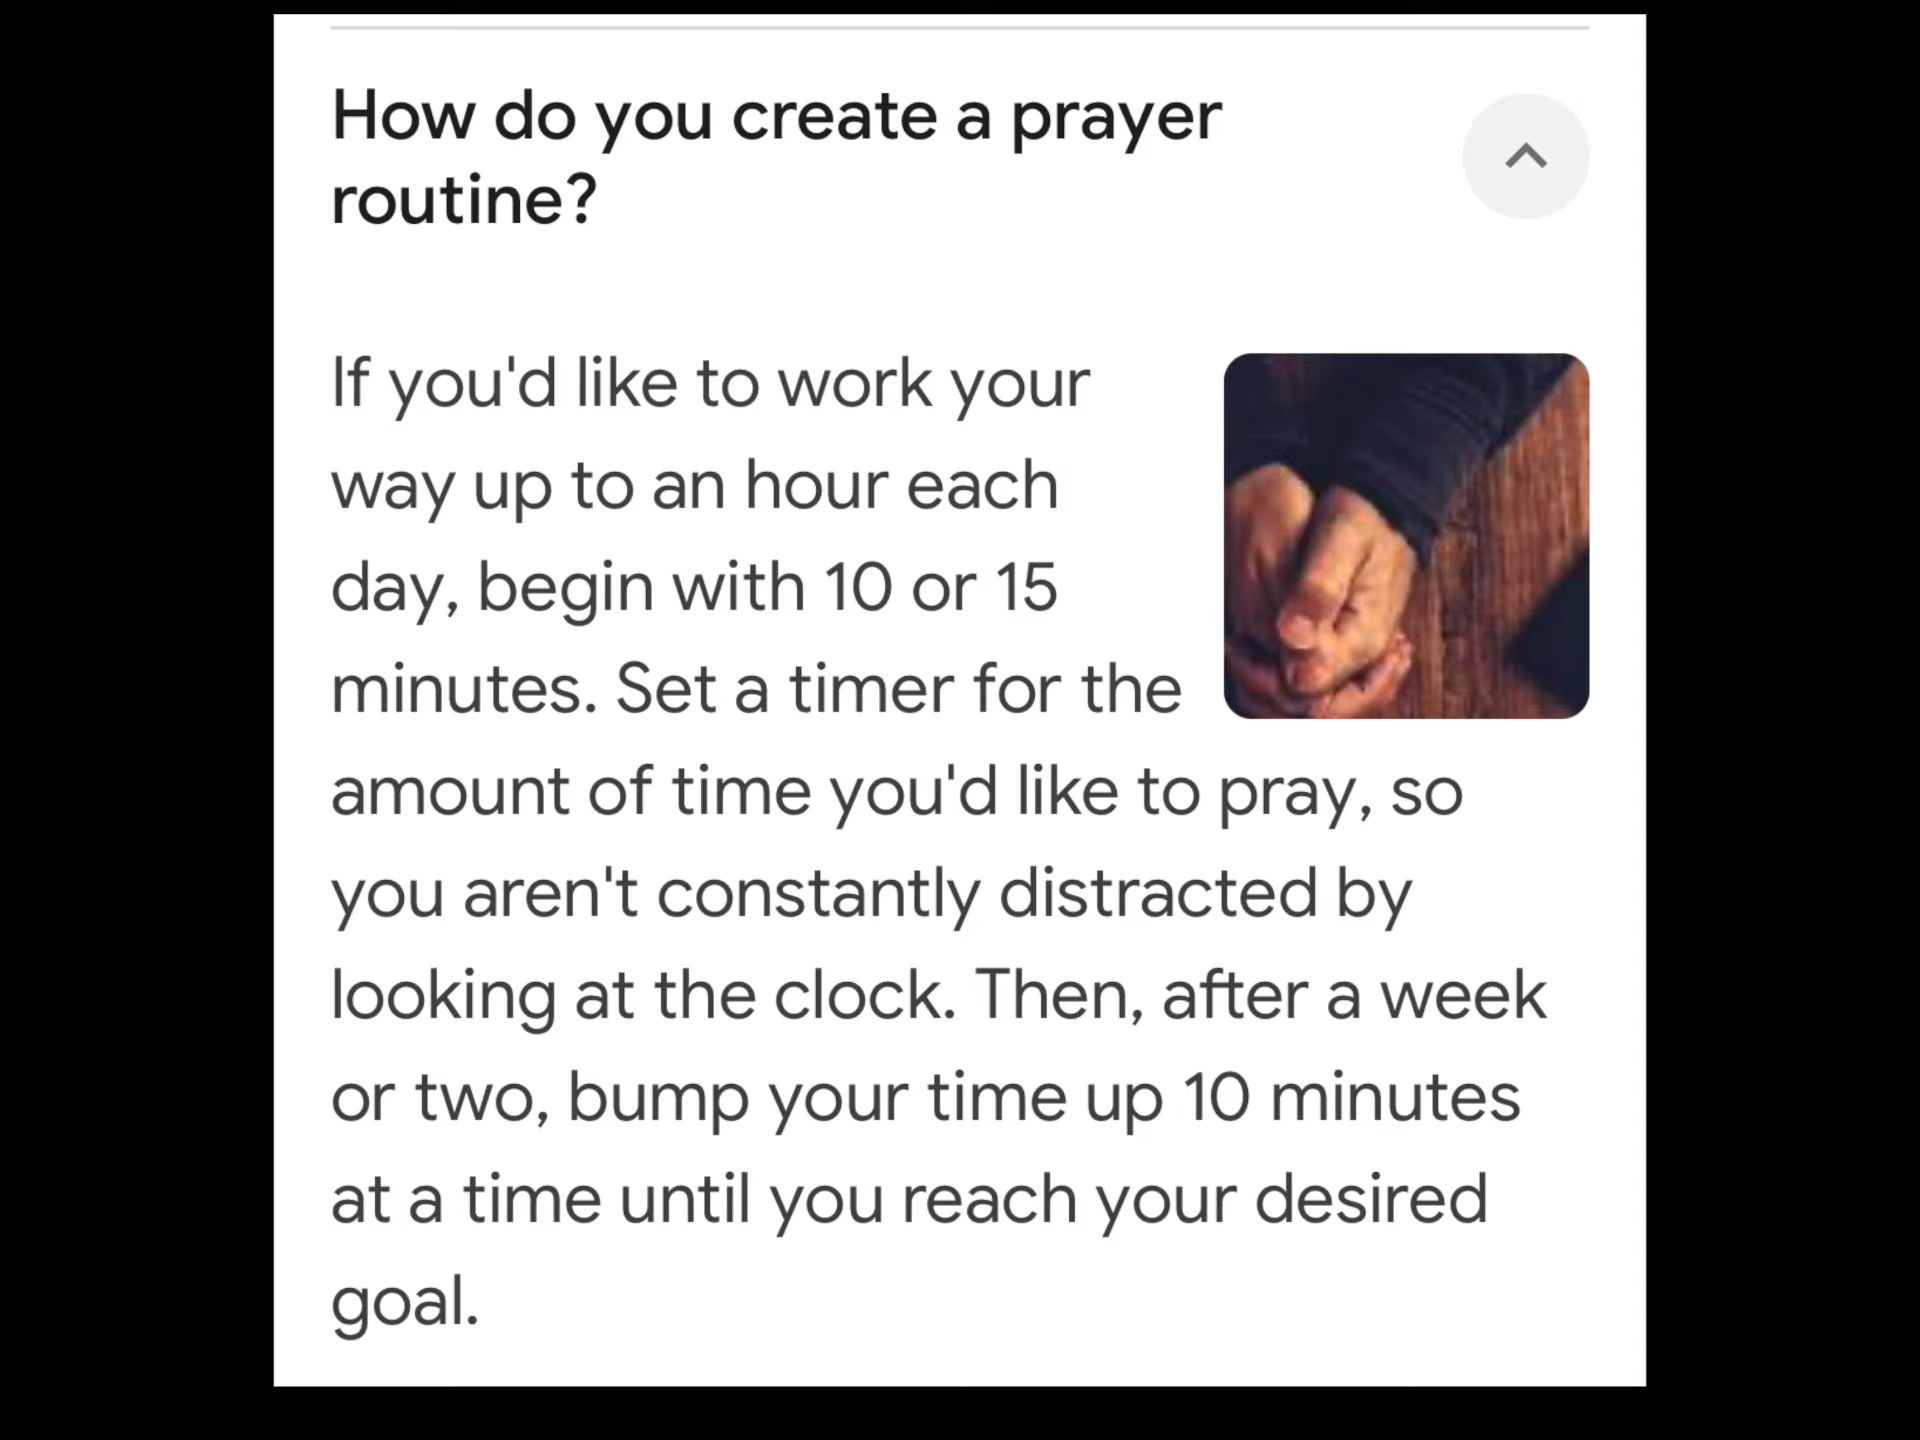 How do you create a prayer
routine?
If you'd like to work your
way up to an hour each
day, begin with 10 or 15
minutes. Set a timer for the
amount of time you'd like to pray, so
you aren't constantly distracted by
looking at the clock. Then, after a week
or two, bump your time up 10 minutes
at a time until you reach your desired
goal.